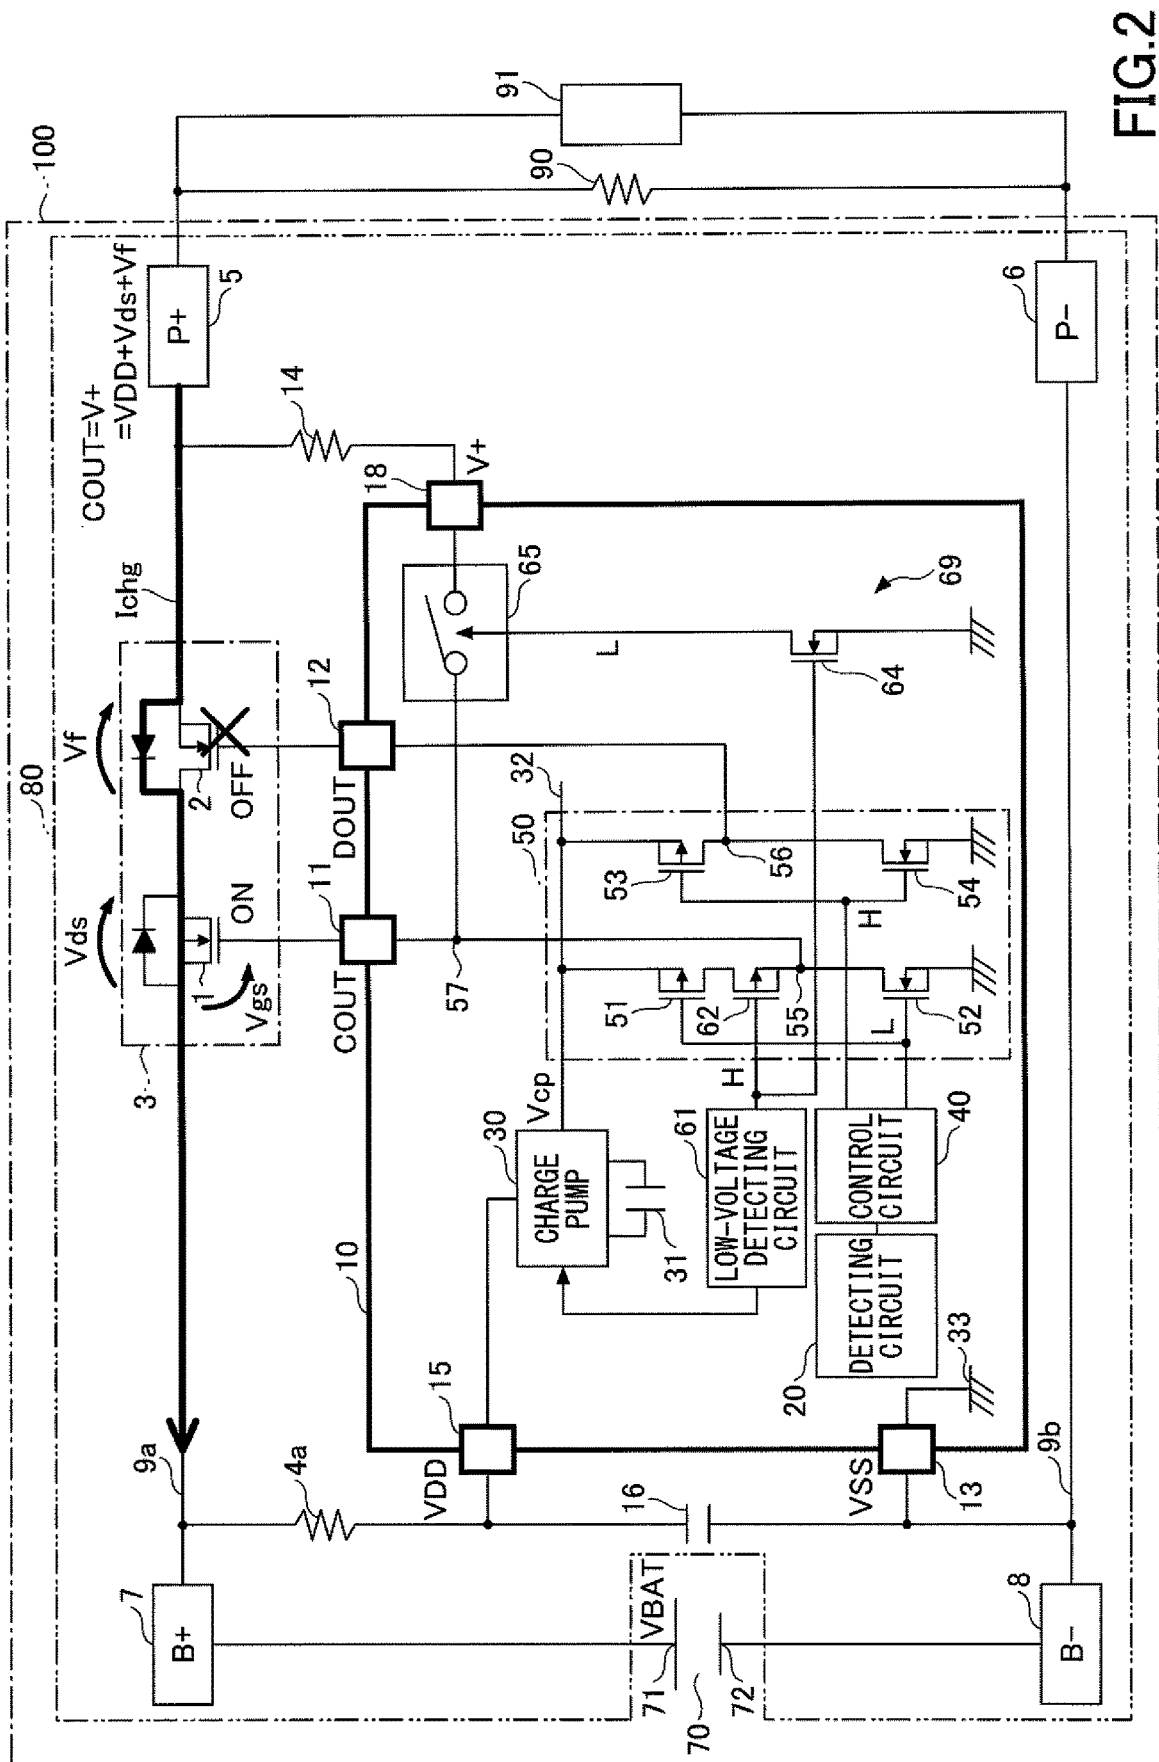 FIG.2
100
80
3
Vds
Vf
Ichg
COUT=V+
=VDD+Vds+Vf
9a
B+
7
1
Vgs
ON
2
OFF
P+
5
4a
10
COUT
11
DOUT
12
18
V+
14
90
91
VDD
15
57
65
CHARGE
PUMP
30
31
Vcp
50
32
69
16
VBAT
71
70
72
LOW-VOLTAGE
DETECTING
CIRCUIT
61
H
51
62
55
53
56
L
64
DETECTING
CIRCUIT
20
CONTROL
CIRCUIT
40
L
52
H
54
VSS
13
33
9b
B-
8
P-
6